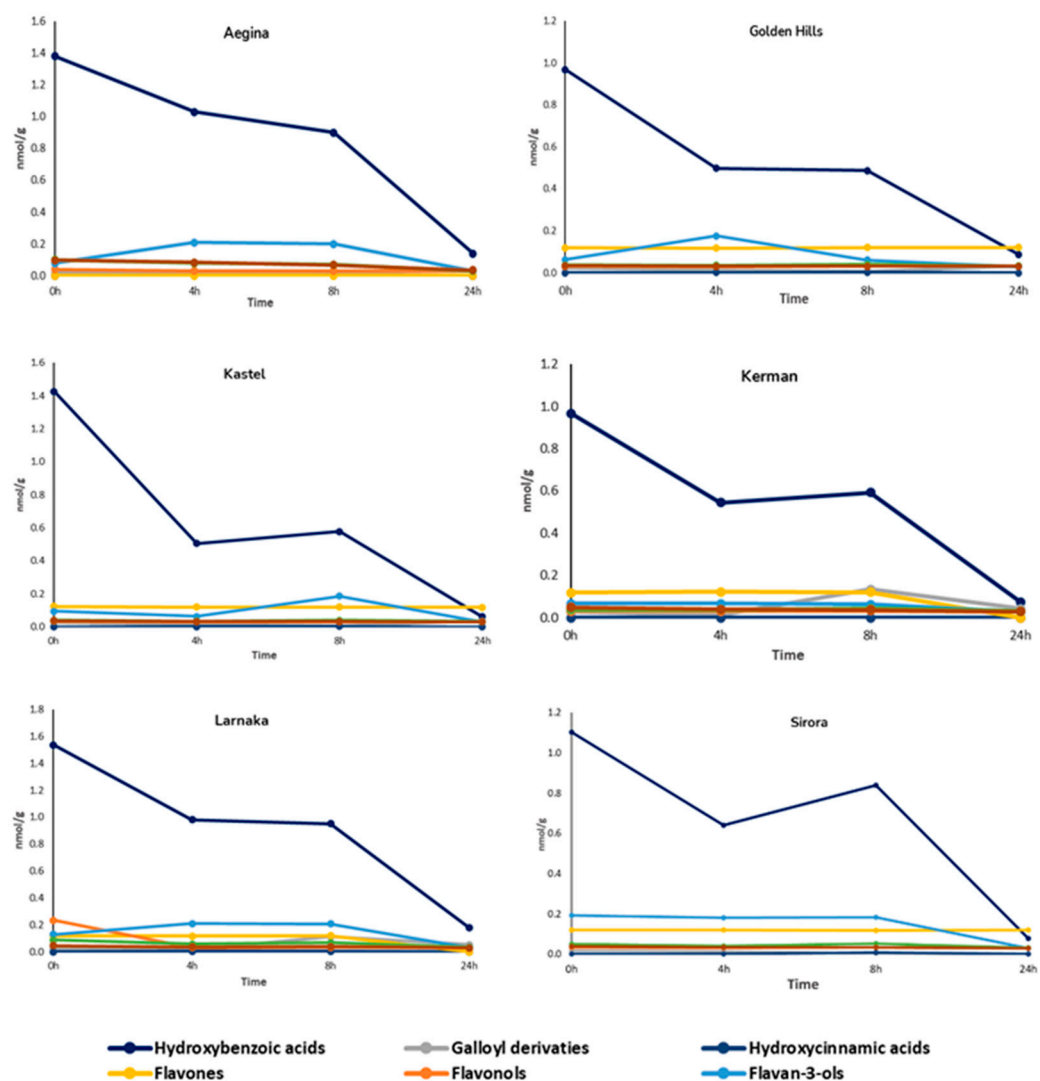 Aegina
nmol/g
1.6
1.4
1.2
1.0
0.8
0.6
0.4
0.2
0.0
0h 4h 8h 24h
Time
Golden Hills
nmol/g
1.2
1.0
0.8
0.6
0.4
0.2
0.0
0h 4h 8h 24h
Time
Kastel
nmol/g
1.6
1.4
1.2
1.0
0.8
0.6
0.4
0.2
0.0
0h 4h 8h 24h
Time
Kerman
nmol/g
1.2
1.0
0.8
0.6
0.4
0.2
0.0
0h 4h 8h 24h
Time
Larnaka
nmol/g
1.8
1.6
1.4
1.2
1.0
0.8
0.6
0.4
0.2
0.0
0h 4h 8h 24h
Time
Sirora
nmol/g
1.2
1.0
0.8
0.6
0.4
0.2
0.0
0h 4h 8h 24h
Time
Hydroxybenzoic acids Galloyl derivaties Hydroxycinnamic acids
Flavones Flavonols Flavan-3-ols